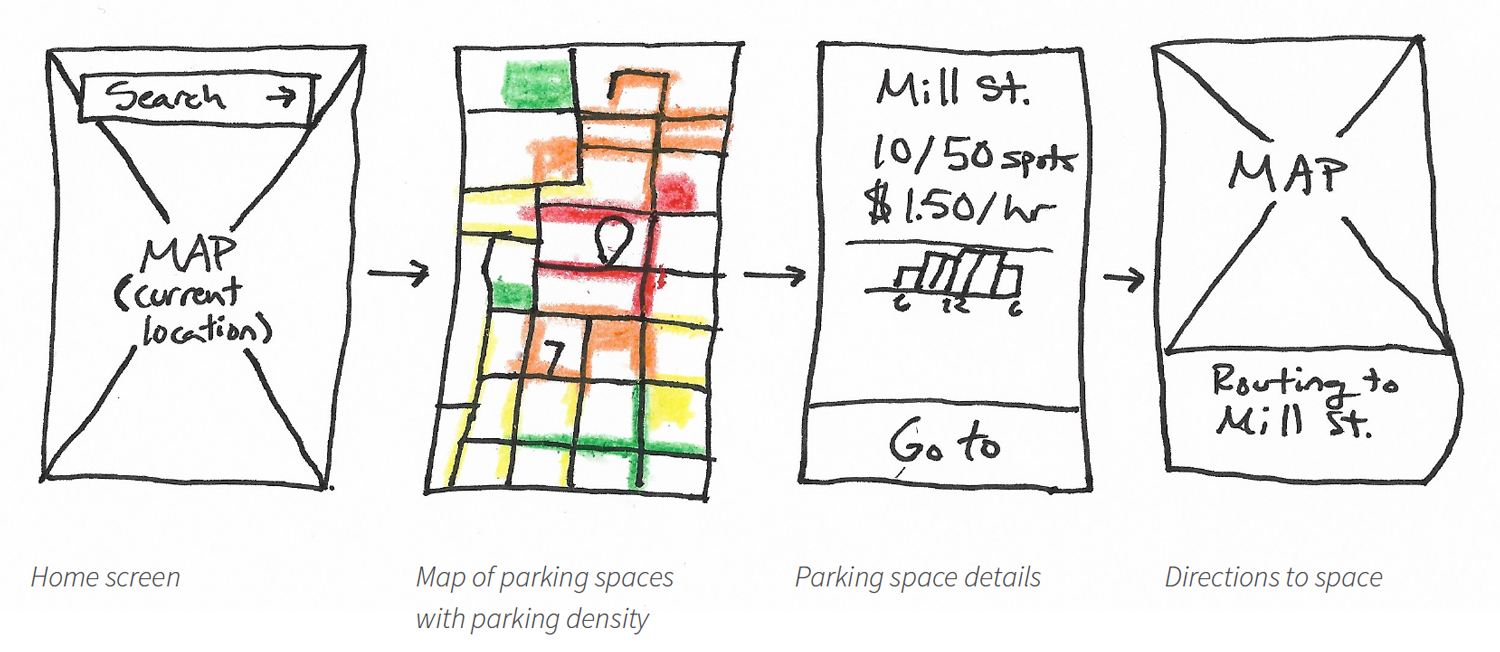 Search →
MAP
(current
location)
7
Mill St.
10/50 spots
$1.50/hr
6 12 6
Go to
MAP
Routing to
Mill St.
Home screen
Map of parking spaces
with parking density
Parking space details
Directions to space